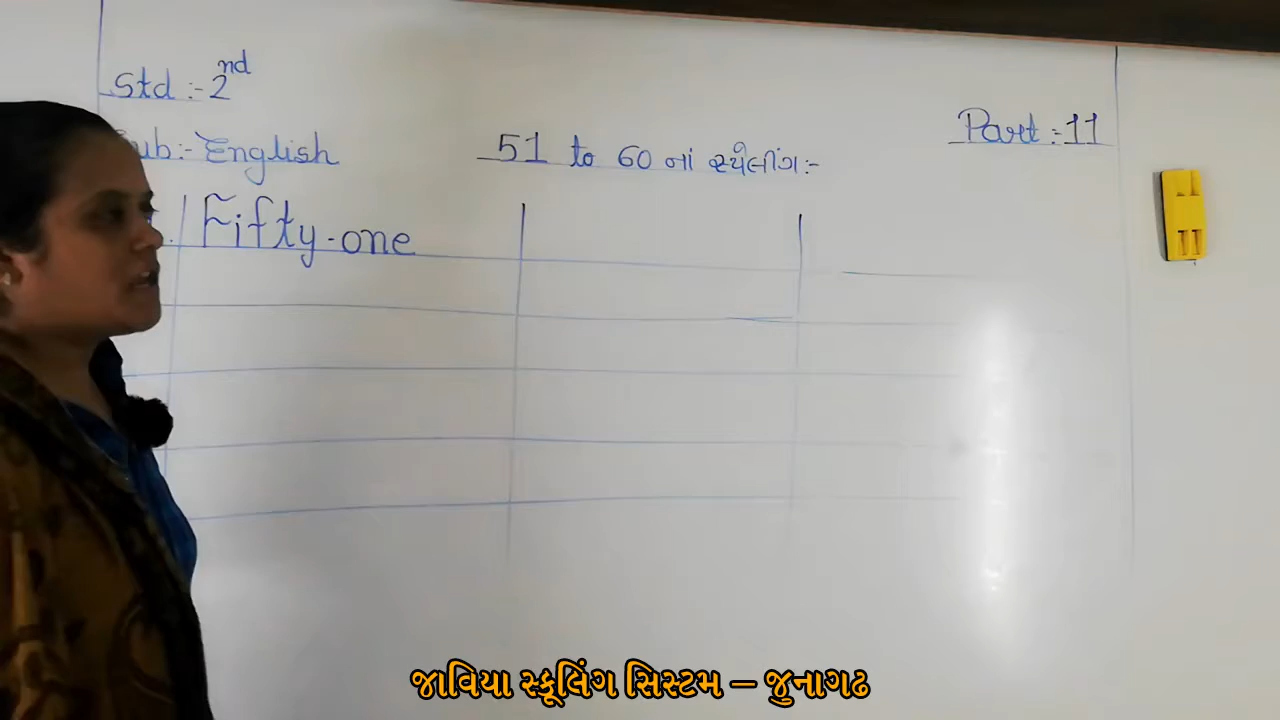 Std :- 2nd
Sub:- English
51 to 60 નાં સ્પેલીંગ:-
Part :- 11
Fifty-one
જાવિયા સ્કૂલિંગ સિસ્ટમ – જુનાગઢ